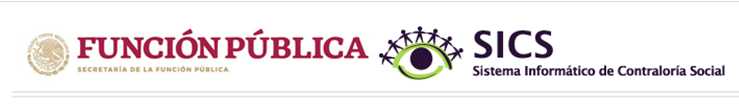 FUNCIÓN PÚBLICA
SECRETARÍA DE LA FUNCIÓN PÚBLICA
SICS
Sistema Informático de Contraloría Social